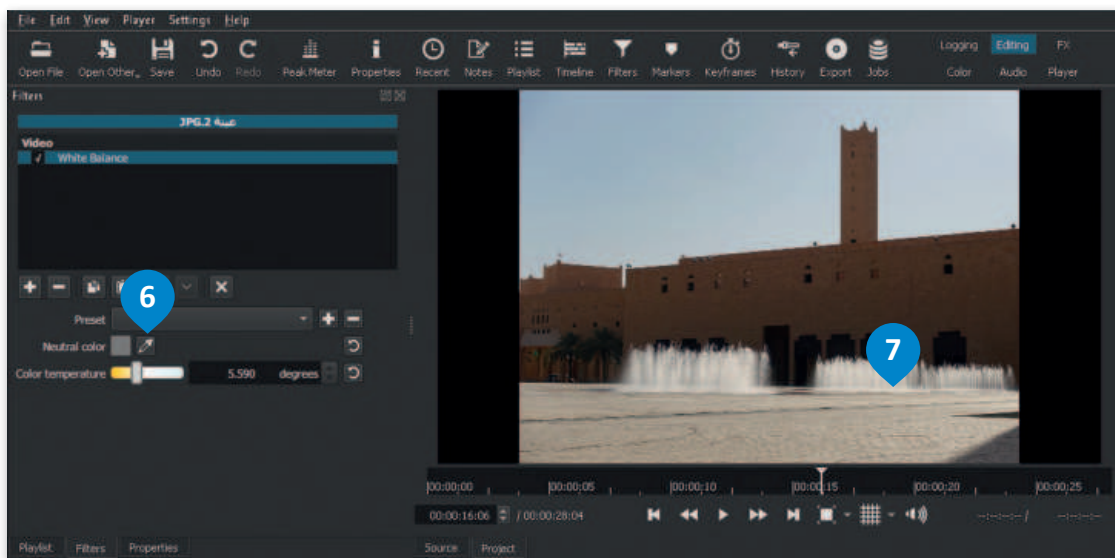 File Edit View Player Settings Help
Open File Open Other... Save Undo Redo Peak Meter Properties Recent Notes Playlist Timeline Filters Markers Keyframes History Export Jobs
Logging Editing FX
Color Audio Player
Filters
عينة 2.JPG
Video
White Balance
6
Preset
Neutral color
Color temperature 5.590 degrees
7
00:00:00 00:00:05 00:00:10 00:00:15 00:00:20 00:00:25
00:00:16:06 / 00:00:28:04 --:--:--:-- / --:--:--:--
Playlist Filters Properties Source Project